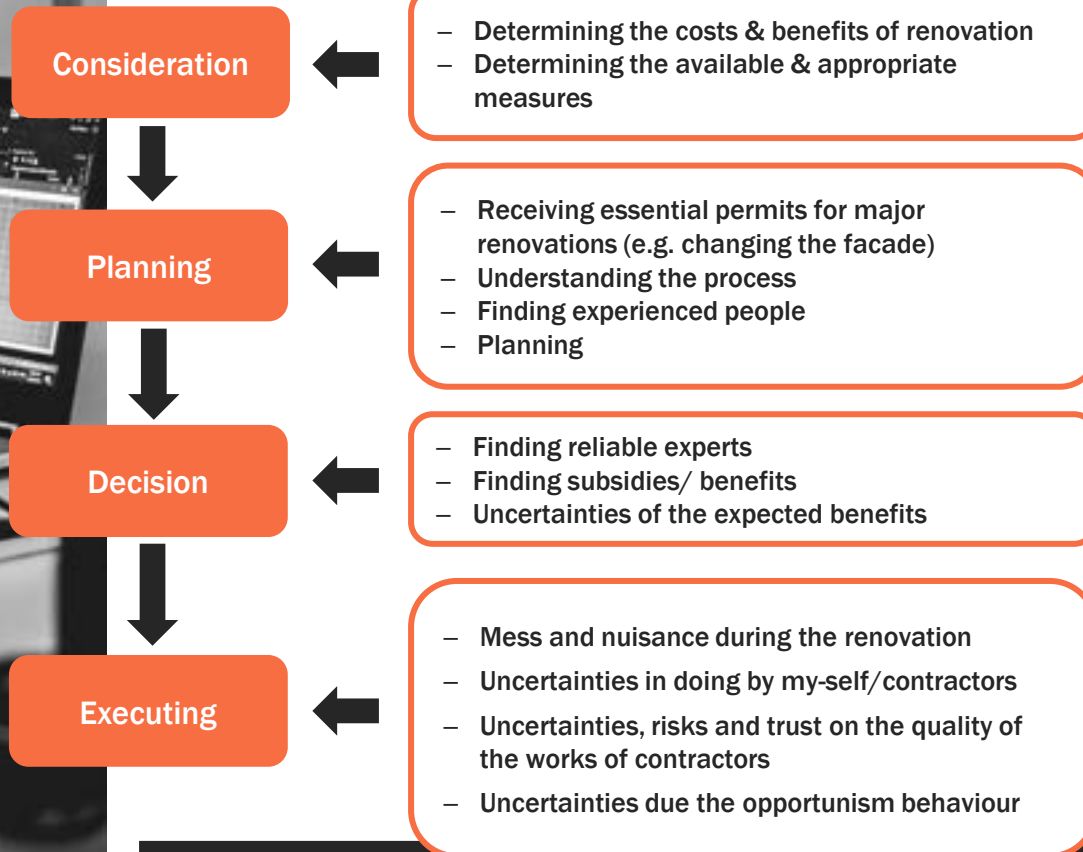 Consideration
– Determining the costs & benefits of renovation
– Determining the available & appropriate
measures
Planning
– Receiving essential permits for major
renovations (e.g. changing the facade)
– Understanding the process
– Finding experienced people
– Planning
Decision
– Finding reliable experts
– Finding subsidies/ benefits
– Uncertainties of the expected benefits
Executing
– Mess and nuisance during the renovation
– Uncertainties in doing by my-self/contractors
– Uncertainties, risks and trust on the quality of
the works of contractors
– Uncertainties due the opportunism behaviour